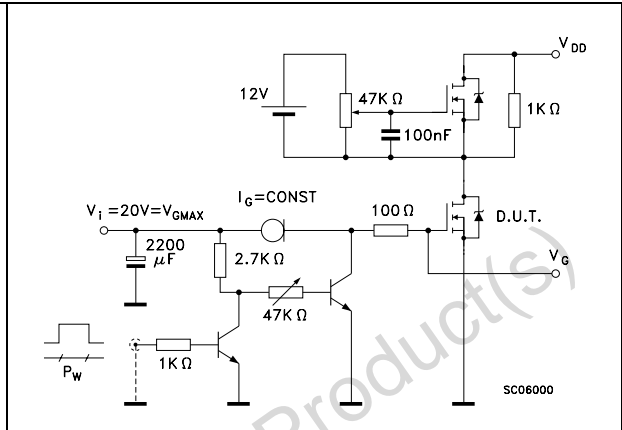 V DD
12V
47K Ω
1K Ω
100nF
I G =CONST
V i =20V=V GMAX
100 Ω
D.U.T.
2200
μF
2.7K Ω
V G
47K Ω
1K Ω
P W
SC06000
Product(s)